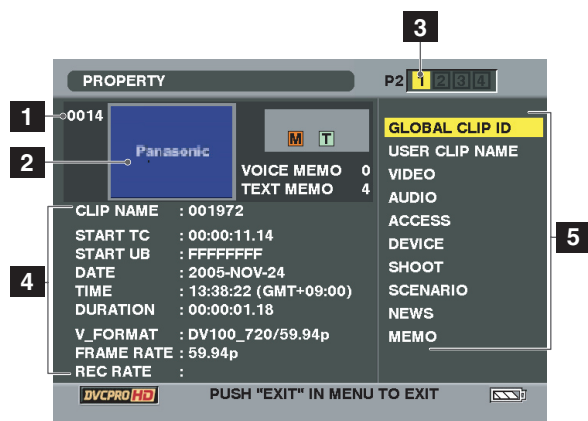 3
PROPERTY
P2 1 2 3 4
1
0014
2
Panasonic
M T
VOICE MEMO 0
TEXT MEMO 4
4
CLIP NAME : 001972
START TC : 00:00:11.14
START UB : FFFFFFFF
DATE : 2005-NOV-24
TIME : 13:38:22 (GMT+09:00)
DURATION : 00:00:01.18
V_FORMAT : DV100_720/59.94p
FRAME RATE : 59.94p
REC RATE :
GLOBAL CLIP ID
USER CLIP NAME
VIDEO
AUDIO
ACCESS
DEVICE
SHOOT
SCENARIO
NEWS
MEMO
5
DVCPRO HD
PUSH "EXIT" IN MENU TO EXIT